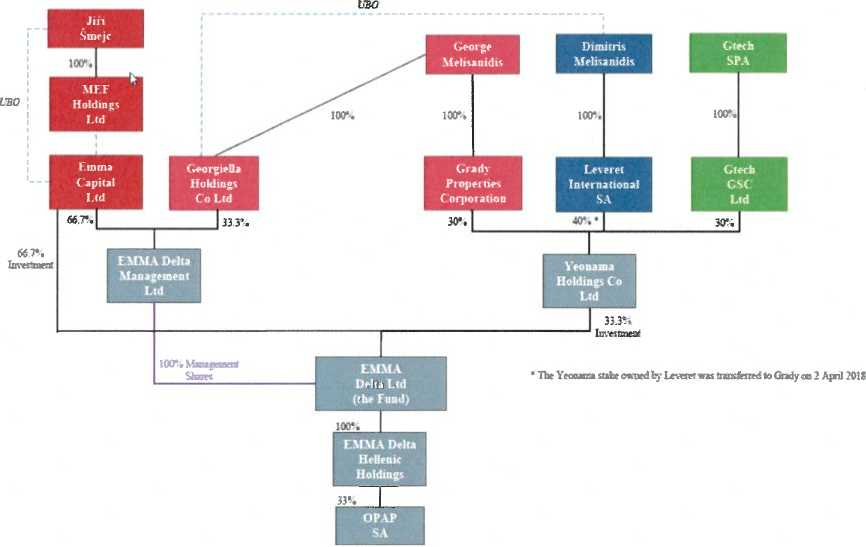 UBO
Jiří
Šmejc
George
Melisanidis
Dimitris
Melisanidis
Gtech
SPA
100%
MEF
Holdings
Ltd
UBO
100%
100%
100%
100%
Emma
Capital
Ltd
Georgiella
Holdings
Co Ltd
Grady
Properties
Corporation
Leveret
International
SA
Gtech
GSC
Ltd
66.7%
33.3%
30%
40% *
30%
66.7%
Investment
EMMA Delta
Management
Ltd
Yeonama
Holdings Co
Ltd
33.3%
Investment
100% Management
Shares
EMMA
Delta Ltd
(the Fund)
* The Yeonama stake owned by Leveret was transferred to Grady on 2 April 2018
100%
EMMA Delta
Hellenic
Holdings
33%
OPAP
SA